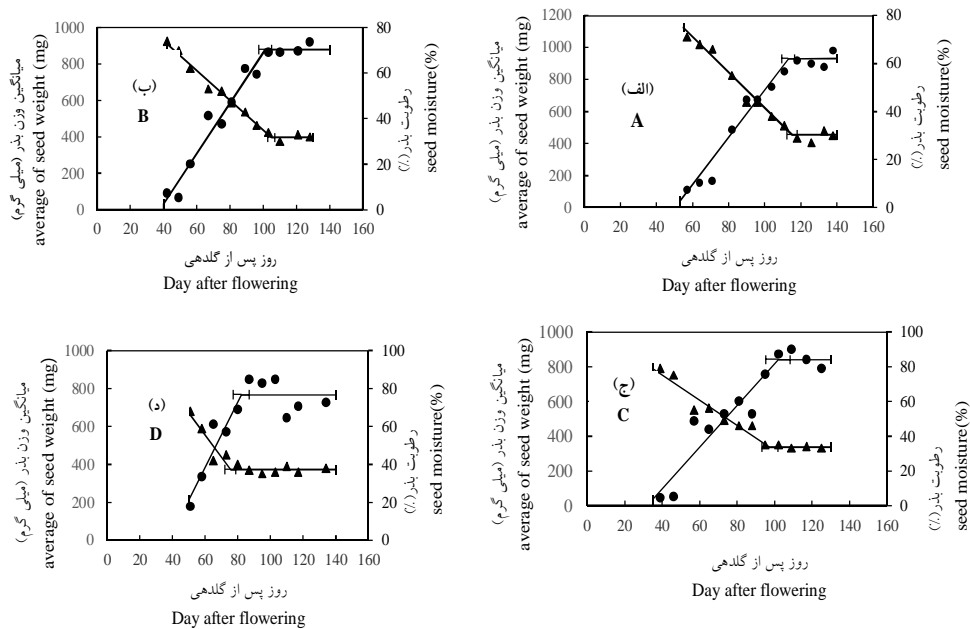 1000
900
800
600
400
200
0
80
60
40
20
0
0 20 40 60 80 100 120 140 160
میانگین وزن بذر (میلی گرم)
average of seed weight (mg)
رطوبت بذر(٪)
seed moisture(%)
(ب)
B
روز پس از گلدهی
Day after flowering
1200
1000
800
600
400
200
0
80
60
40
20
0
0 20 40 60 80 100 120 140 160
میانگین وزن بذر (میلی گرم)
average of seed weight (mg)
رطوبت بذر(٪)
seed moisture(%)
(الف)
A
روز پس از گلدهی
Day after flowering
1000
800
600
400
200
0
100
80
60
40
20
0
0 20 40 60 80 100 120 140 160
میانگین وزن بذر (میلی گرم)
average of seed weight (mg)
رطوبت بذر(٪)
seed moisture(%)
(د)
D
روز پس از گلدهی
Day after flowering
1000
800
600
400
200
0
100
80
60
40
20
0
0 20 40 60 80 100 120 140 160
میانگین وزن بذر (میلی گرم)
average of seed weight (mg)
رطوبت بذر(٪)
seed moisture(%)
(ج)
C
روز پس از گلدهی
Day after flowering